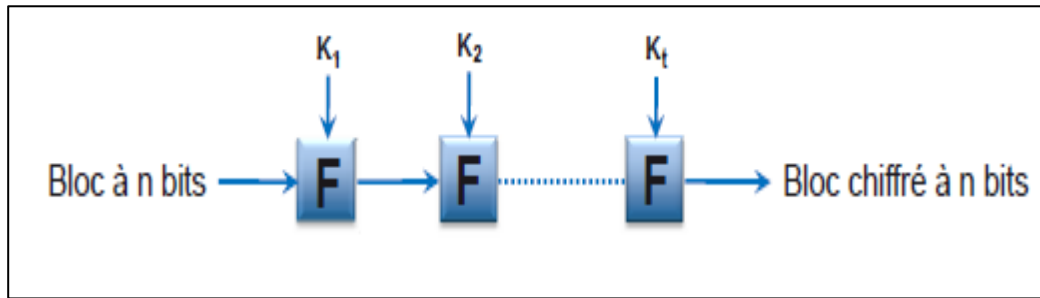 K₁ K₂ Kₜ
Bloc à n bits F F F Bloc chiffré à n bits